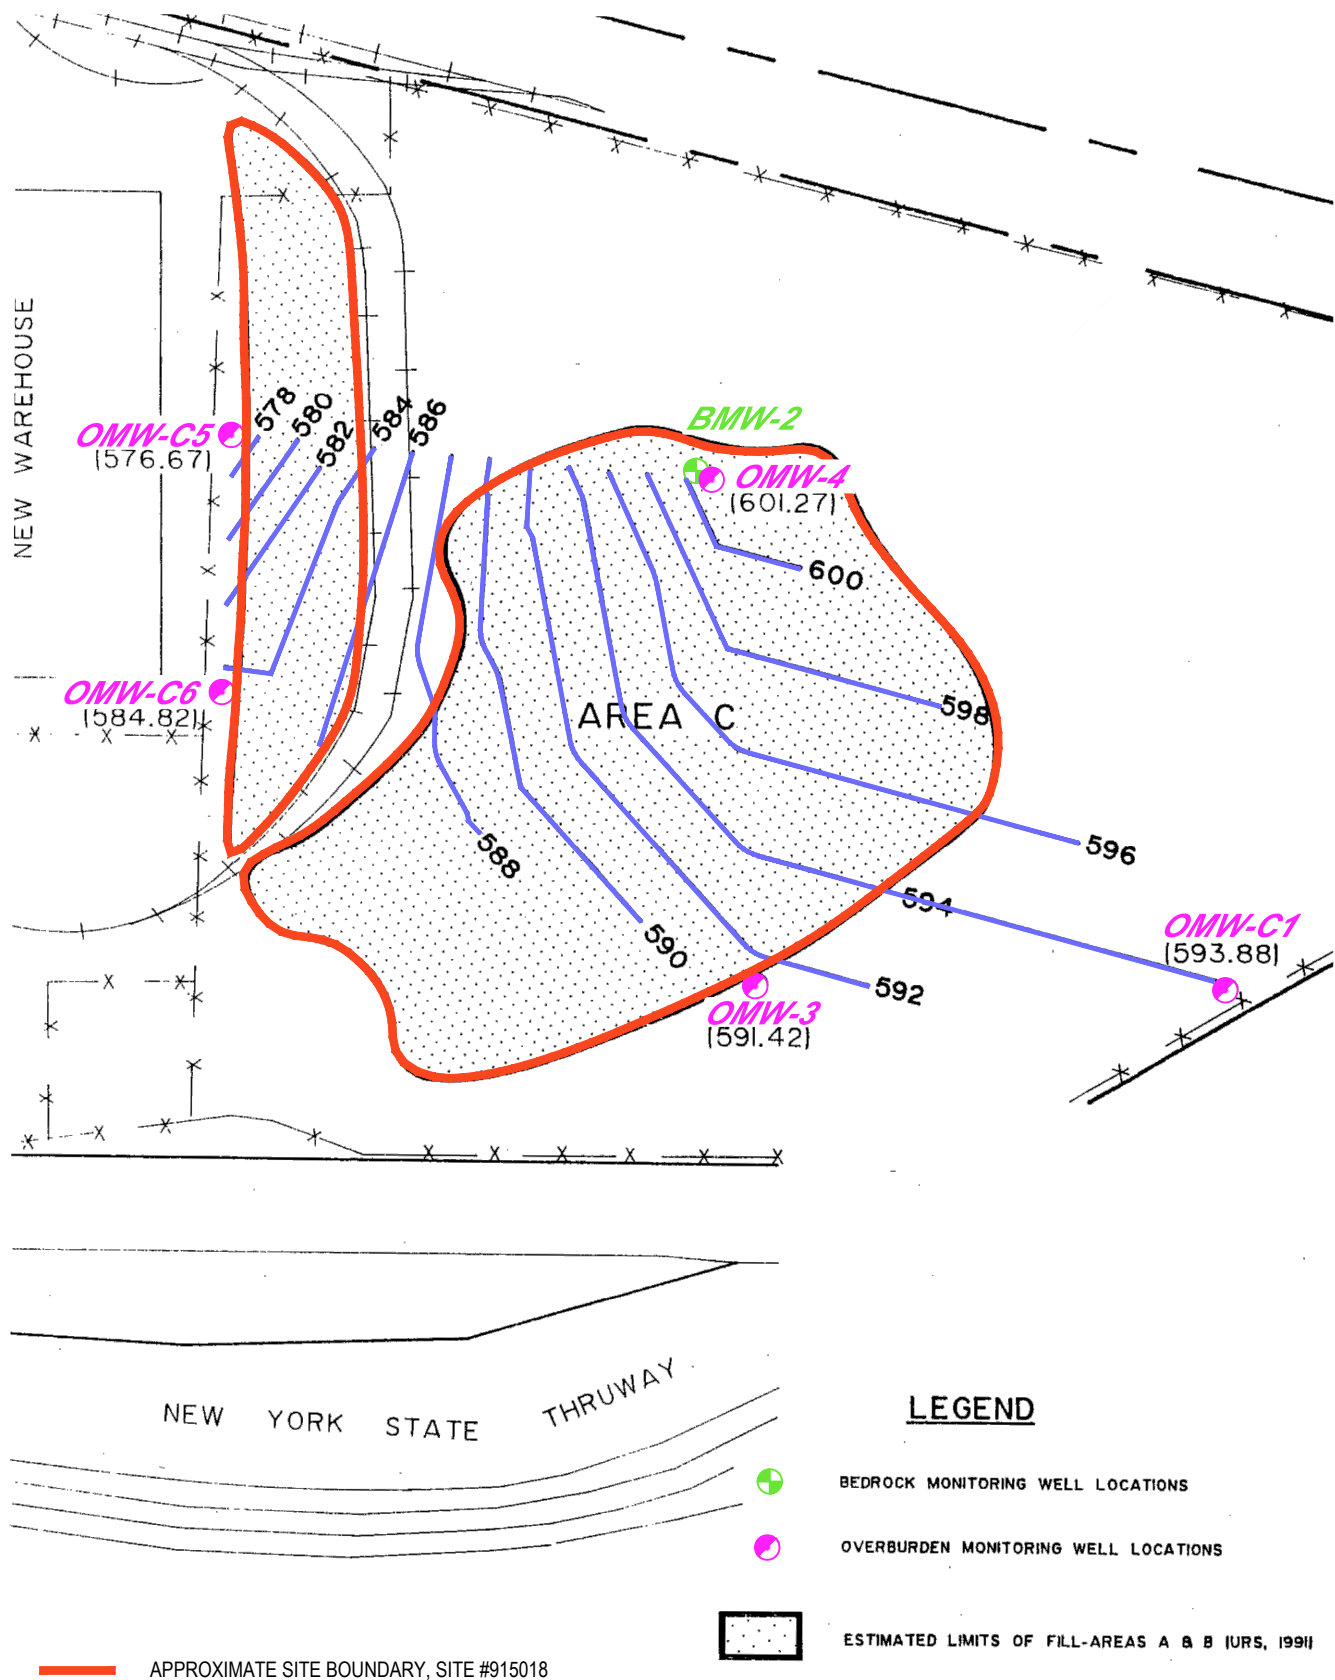 NEW WAREHOUSE
578
580
582
584
586
OMW-C5
(576.67)
BMW-2
OMW-4
(601.27)
600
OMW-C6
(584.82)
AREA C
598
588
596
594
590
592
OMW-C1
(593.88)
OMW-3
(591.42)
NEW YORK STATE THRUWAY
LEGEND
BEDROCK MONITORING WELL LOCATIONS
OVERBURDEN MONITORING WELL LOCATIONS
ESTIMATED LIMITS OF FILL-AREAS A & B (URS, 1991)
APPROXIMATE SITE BOUNDARY, SITE #915018